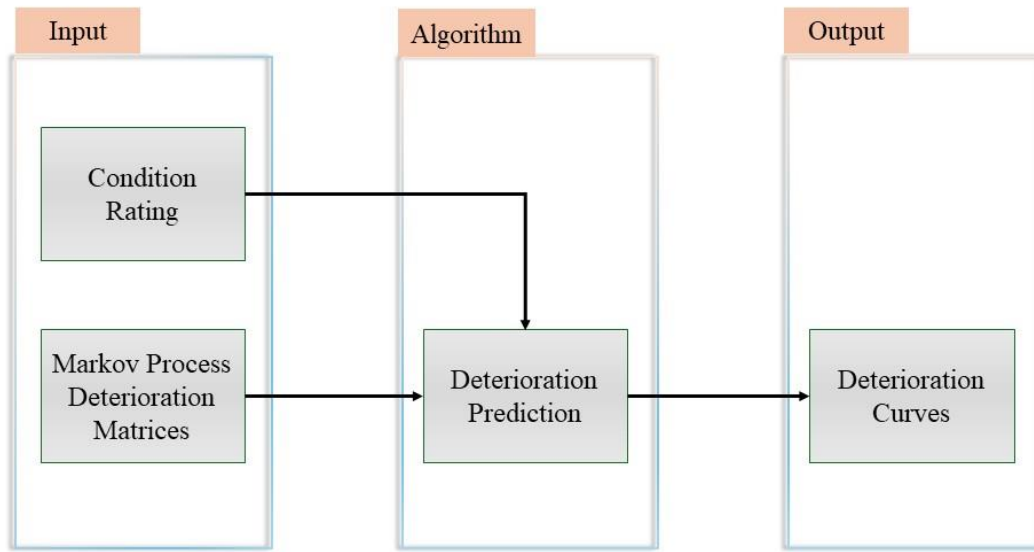 Input
Algorithm
Output
Condition
Rating
Markov Process
Deterioration
Matrices
Deterioration
Prediction
Deterioration
Curves